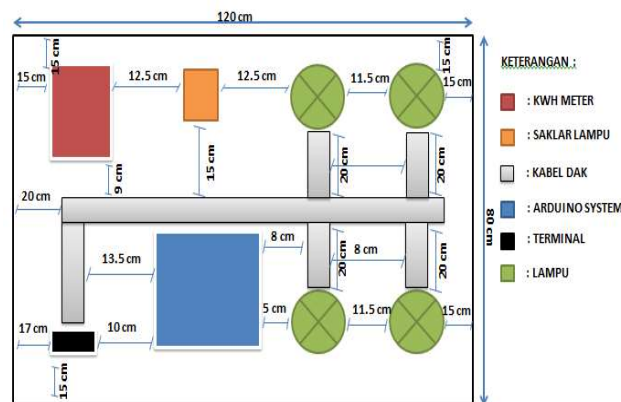 120 cm
15 cm
15 cm
15 cm
12.5 cm
12.5 cm
11.5 cm
15 cm
KETERANGAN :
: KWH METER
: SAKLAR LAMPU
: KABEL DAK
: ARDUINO SYSTEM
: TERMINAL
: LAMPU
9 cm
15 cm
20 cm
20 cm
20 cm
80 cm
13.5 cm
8 cm
20 cm
8 cm
20 cm
17 cm
10 cm
5 cm
11.5 cm
15 cm
15 cm